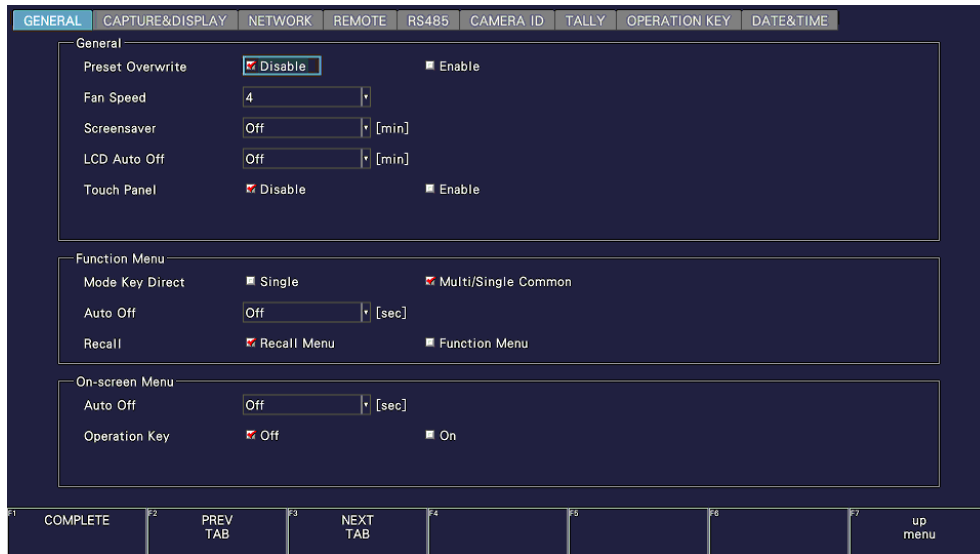 GENERAL CAPTURE&DISPLAY NETWORK REMOTE RS485 CAMERA ID TALLY OPERATION KEY DATE&TIME
General
Preset Overwrite Disable Enable
Fan Speed 4
Screensaver Off [min]
LCD Auto Off Off [min]
Touch Panel Disable Enable
Function Menu
Mode Key Direct Single Multi/Single Common
Auto Off Off [sec]
Recall Recall Menu Function Menu
On-screen Menu
Auto Off Off [sec]
Operation Key Off On
F1 COMPLETE F2 PREV F3 NEXT F4 F5 F6 F7 up
TAB TAB menu